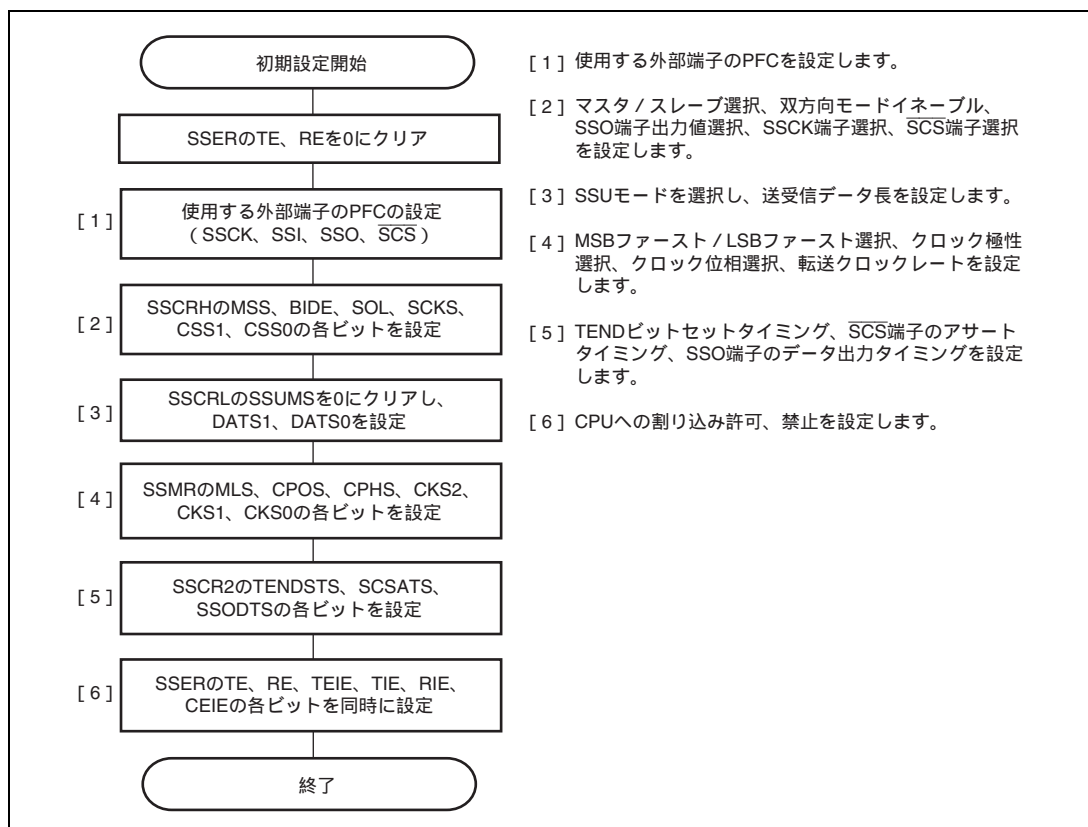 初期設定開始
SSERのTE、REを0にクリア
[ 1 ]
使用する外部端子のPFCの設定
( SSCK、SSI、SSO、S̅C̅S̅ )
[ 2 ]
SSCRHのMSS、BIDE、SOL、SCKS、
CSS1、CSS0の各ビットを設定
[ 3 ]
SSCRLのSSUMSを0にクリアし、
DATS1、DATS0を設定
[ 4 ]
SSMRのMLS、CPOS、CPHS、CKS2、
CKS1、CKS0の各ビットを設定
[ 5 ]
SSCR2のTENDSTS、SCSATS、
SSODTSの各ビットを設定
[ 6 ]
SSERのTE、RE、TEIE、TIE、RIE、
CEIEの各ビットを同時に設定
終了
[ 1 ] 使用する外部端子のPFCを設定します。
[ 2 ] マスタ / スレーブ選択、双方向モードイネーブル、
SSO端子出力値選択、SSCK端子選択、S̅C̅S̅端子選択
を設定します。
[ 3 ] SSUモードを選択し、送受信データ長を設定します。
[ 4 ] MSBファースト / LSBファースト選択、クロック極性
選択、クロック位相選択、転送クロックレートを設定
します。
[ 5 ] TENDビットセットタイミング、S̅C̅S̅端子のアサート
タイミング、SSO端子のデータ出力タイミングを設定
します。
[ 6 ] CPUへの割り込み許可、禁止を設定します。